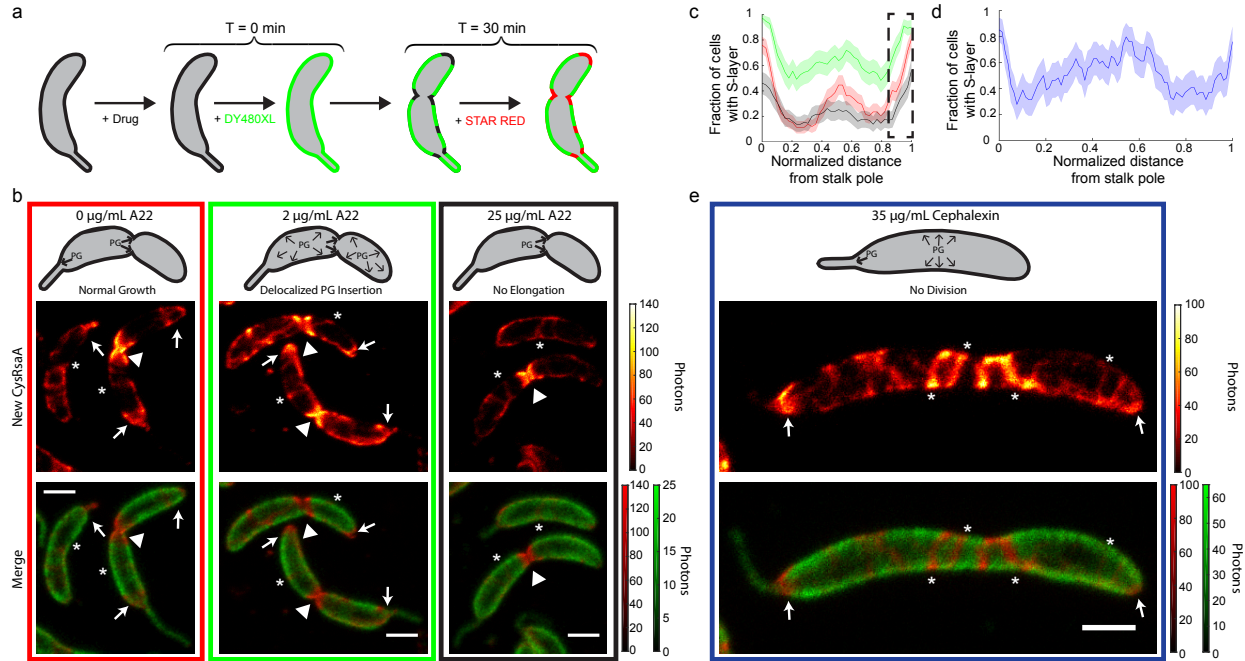 a
T = 0 min
T = 30 min
+ Drug
+ DY480XL
+ STAR RED
c
Fraction of cells
with S-layer
1
0.8
0.6
0.4
0.2
0
0 0.2 0.4 0.6 0.8 1
Normalized distance
from stalk pole
d
Fraction of cells
with S-layer
1
0.8
0.6
0.4
0.2
0
0 0.2 0.4 0.6 0.8 1
Normalized distance
from stalk pole
b
0 µg/mL A22
PG
PG
Normal Growth
2 µg/mL A22
PG
PG
Delocalized PG Insertion
25 µg/mL A22
PG
No Elongation
New CysRsaA
* * * * * *
140
120
100
80
60
40
20
0
Photons
Merge
* * * * * *
140
120
100
80
60
40
20
0
25
20
15
10
5
0
Photons
e
35 µg/mL Cephalexin
PG
PG
No Division
* * * *
100
80
60
40
20
0
Photons
* * * *
100
80
60
40
20
0
60
50
40
30
20
10
0
Photons